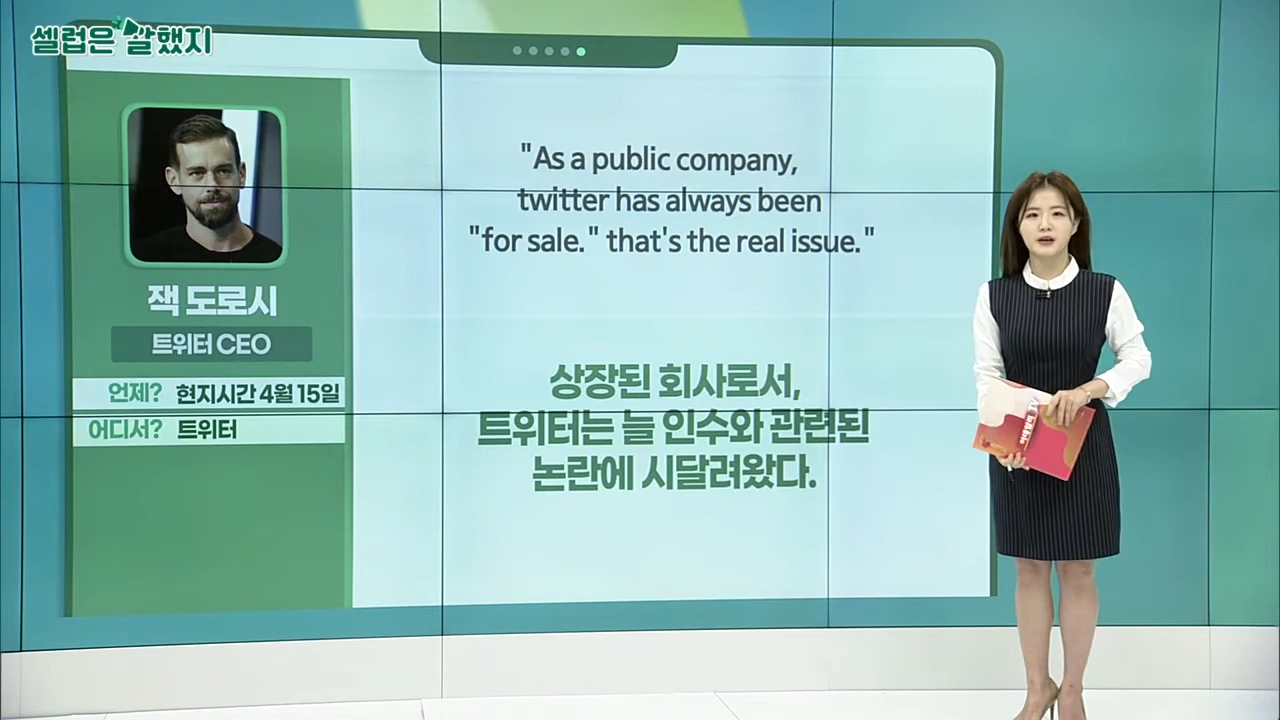 셀럽은 말했지
"As a public company,
twitter has always been
"for sale." that's the real issue."
잭 도로시
트위터 CEO
언제? 현지시간 4월 15일
어디서? 트위터
상장된 회사로서,
트위터는 늘 인수와 관련된
논란에 시달려왔다.